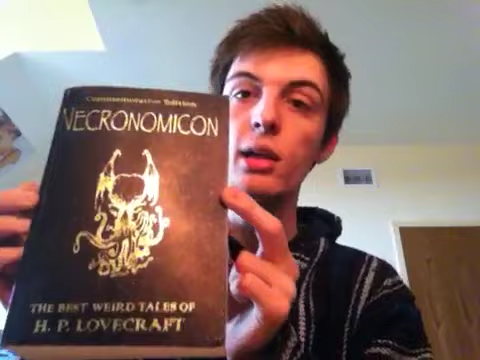 Commemorative Edition
NECRONOMICON
THE BEST WEIRD TALES OF
H. P. LOVECRAFT